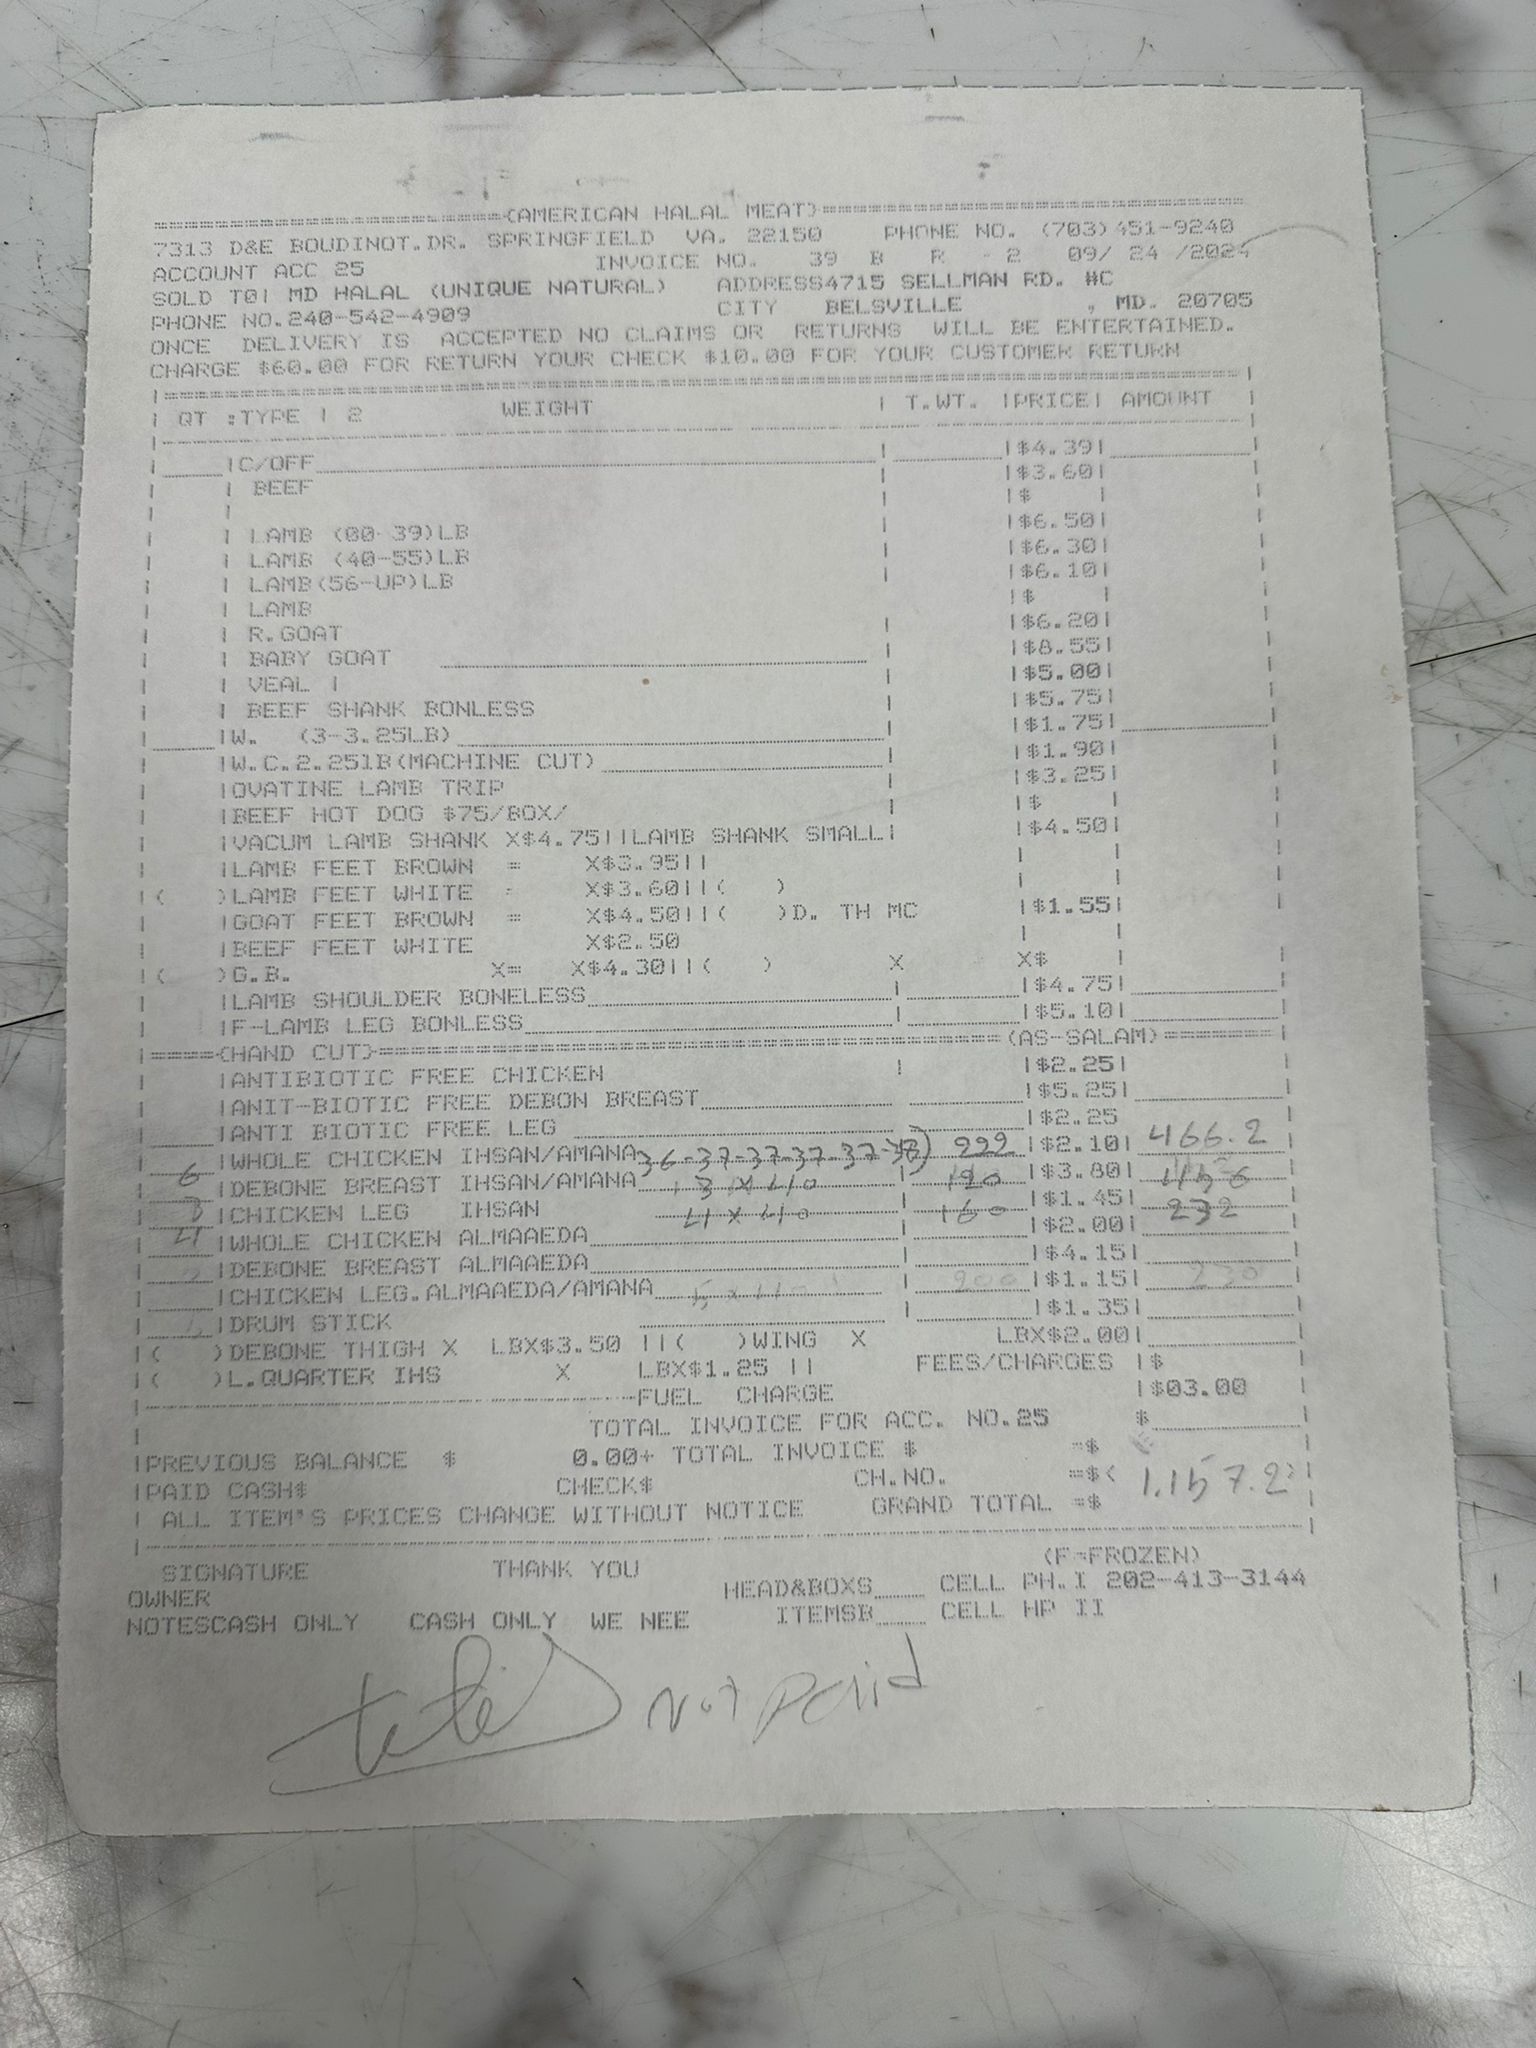 (AMERICAN HALAL MEAT)
7313 D&E BOUDINOT.DR. SPRINGFIELD VA. 22150 PHONE NO. (703)451-9240
ACCOUNT ACC 25 INVOICE NO. 39 B R - 2 09/ 24 /2024
SOLD TO| MD HALAL (UNIQUE NATURAL) ADDRESS4715 SELLMAN RD. #C
PHONE NO.240-542-4909 CITY BELSVILLE , MD. 20705
ONCE DELIVERY IS ACCEPTED NO CLAIMS OR RETURNS WILL BE ENTERTAINED.
CHARGE $60.00 FOR RETURN YOUR CHECK $10.00 FOR YOUR CUSTOMER RETURN
QT :TYPE | 2 WEIGHT | T.WT. |PRICE| AMOUNT
|C/OFF |$4.39|
| BEEF |$3.60|
| |$ |
| LAMB (00-39)LB |$6.50|
| LAMB (40-55)LB |$6.30|
| LAMB(56-UP)LB |$6.10|
| LAMB |$ |
| R.GOAT |$6.20|
| BABY GOAT |$8.55|
| VEAL | |$5.00|
| BEEF SHANK BONLESS |$5.75|
|W. (3-3.25LB) |$1.75|
|W.C.2.25lB(MACHINE CUT) |$1.90|
|OVATINE LAMB TRIP |$3.25|
|BEEF HOT DOG $75/BOX/ |$ |
|VACUM LAMB SHANK X$4.75||LAMB SHANK SMALL| |$4.50|
|LAMB FEET BROWN = X$3.95|| | |
|( )LAMB FEET WHITE - X$3.60||( ) | |
|GOAT FEET BROWN = X$4.50||( )D. TH MC |$1.55|
|BEEF FEET WHITE X$2.50 | |
|( )G.B. X= X$4.30||( ) X X$ |
|LAMB SHOULDER BONELESS |$4.75|
|F-LAMB LEG BONLESS |$5.10|
(HAND CUT) (AS-SALAM)
|ANTIBIOTIC FREE CHICKEN |$2.25|
|ANIT-BIOTIC FREE DEBON BREAST |$5.25|
|ANTI BIOTIC FREE LEG |$2.25
6 |WHOLE CHICKEN IHSAN/AMANA 36-37-37-37-37-38) 222 |$2.10| 466.2
3 |DEBONE BREAST IHSAN/AMANA 3 x 40 120 |$3.80| 456
4 |CHICKEN LEG IHSAN 4 x 40 160 |$1.45| 232
|WHOLE CHICKEN ALMAAEDA |$2.00|
|DEBONE BREAST ALMAAEDA |$4.15|
|CHICKEN LEG.ALMAAEDA/AMANA 200 |$1.15| 230
|DRUM STICK |$1.35|
|( )DEBONE THIGH X LBX$3.50 ||( )WING X LBX$2.00|
|( )L.QUARTER IHS X LBX$1.25 || FEES/CHARGES |$
FUEL CHARGE |$03.00
TOTAL INVOICE FOR ACC. NO.25 $
|PREVIOUS BALANCE $ 0.00+ TOTAL INVOICE $ =$
|PAID CASH$ CHECK$ CH.NO. =$( 1.157.2)
| ALL ITEM'S PRICES CHANGE WITHOUT NOTICE GRAND TOTAL =$
SIGNATURE THANK YOU (F-FROZEN)
OWNER HEAD&BOXS CELL PH.I 202-413-3144
NOTESCASH ONLY CASH ONLY WE NEE ITEMSB CELL HP II
Not Paid